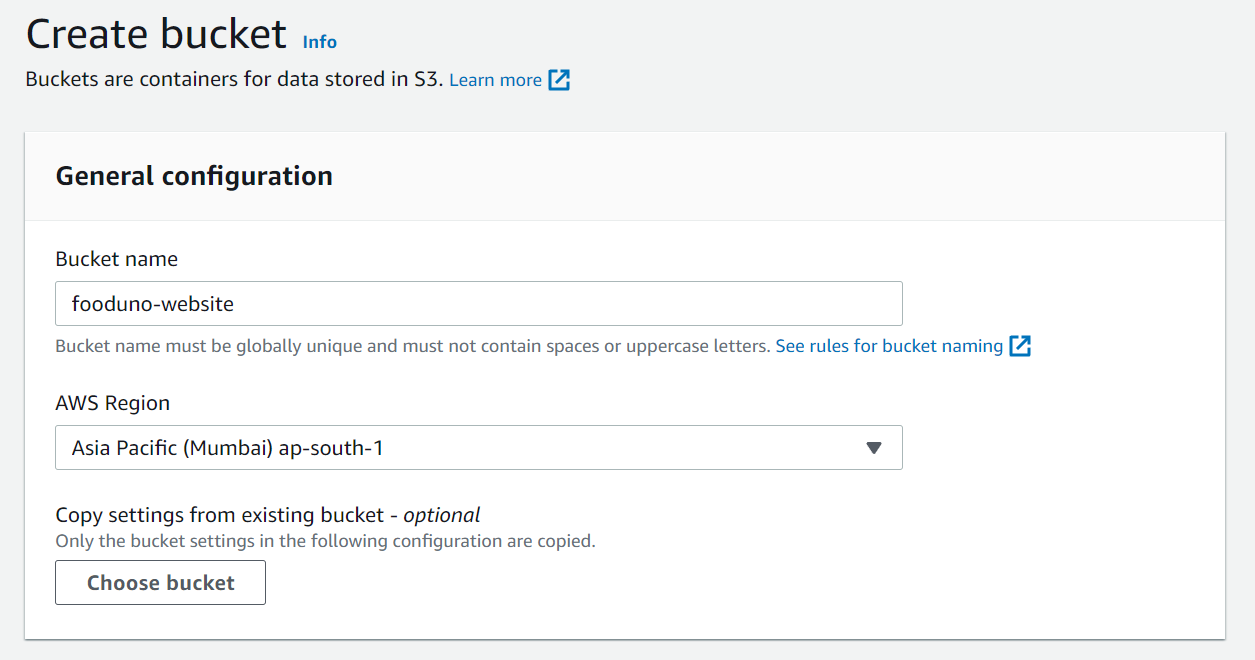 Create bucket Info
Buckets are containers for data stored in S3. Learn more
General configuration
Bucket name
fooduno-website
Bucket name must be globally unique and must not contain spaces or uppercase letters. See rules for bucket naming
AWS Region
Asia Pacific (Mumbai) ap-south-1
Copy settings from existing bucket - optional
Only the bucket settings in the following configuration are copied.
Choose bucket